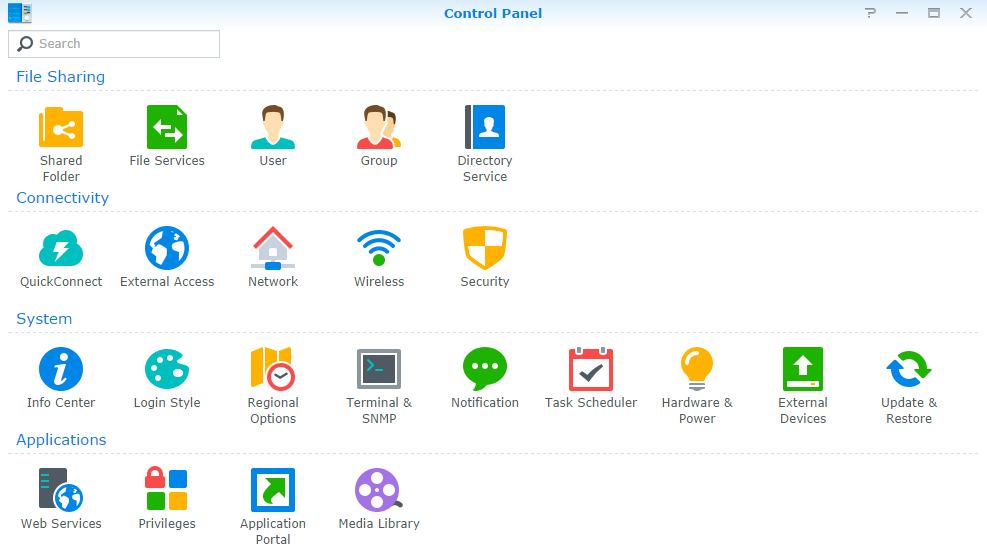 Control Panel
Search
File Sharing
Shared Folder
File Services
User
Group
Directory Service
Connectivity
QuickConnect
External Access
Network
Wireless
Security
System
Info Center
Login Style
Regional Options
Terminal & SNMP
Notification
Task Scheduler
Hardware & Power
External Devices
Update & Restore
Applications
Web Services
Privileges
Application Portal
Media Library